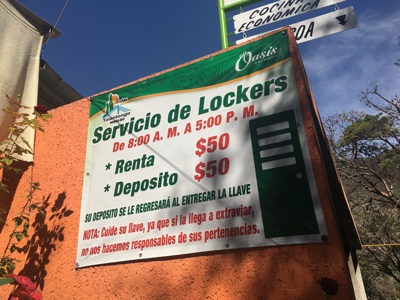 COCINA
ECONOMICA
Oasis
Tolantongo
Servicio de Lockers
De 8:00 A. M. A 5:00 P. M.
* Renta $50
* Deposito $50
SU DEPOSITO SE LE REGRESARÁ AL ENTREGAR LA LLAVE
NOTA: Cuide su llave, ya que si la llega a extraviar,
no nos hacemos responsables de sus pertenencias.